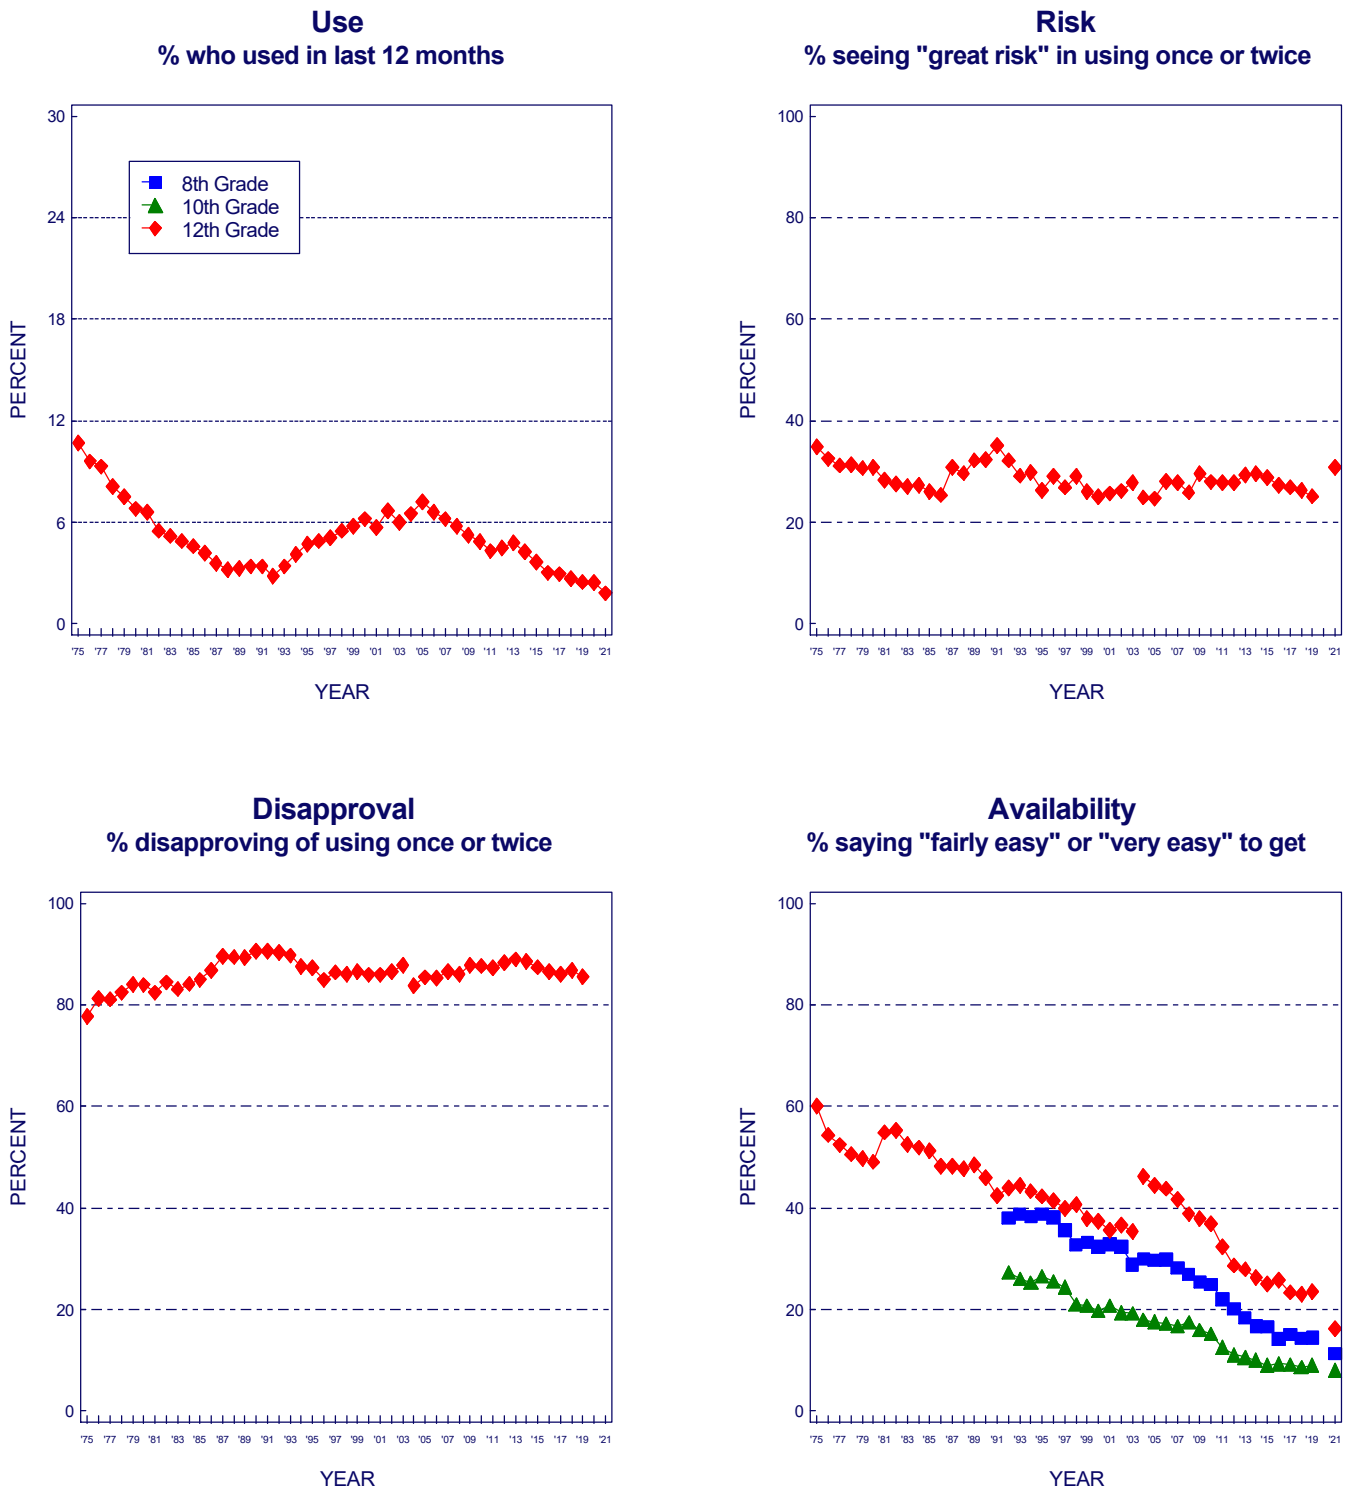 Use
% who used in last 12 months
30
24
18
12
6
0
PERCENT
8th Grade
10th Grade
12th Grade
'75 '77 '79 '81 '83 '85 '87 '89 '91 '93 '95 '97 '99 '01 '03 '05 '07 '09 '11 '13 '15 '17 '19 '21
YEAR
Risk
% seeing "great risk" in using once or twice
100
80
60
40
20
0
PERCENT
'75 '77 '79 '81 '83 '85 '87 '89 '91 '93 '95 '97 '99 '01 '03 '05 '07 '09 '11 '13 '15 '17 '19 '21
YEAR
Disapproval
% disapproving of using once or twice
100
80
60
40
20
0
PERCENT
'75 '77 '79 '81 '83 '85 '87 '89 '91 '93 '95 '97 '99 '01 '03 '05 '07 '09 '11 '13 '15 '17 '19 '21
YEAR
Availability
% saying "fairly easy" or "very easy" to get
100
80
60
40
20
0
PERCENT
'75 '77 '79 '81 '83 '85 '87 '89 '91 '93 '95 '97 '99 '01 '03 '05 '07 '09 '11 '13 '15 '17 '19 '21
YEAR